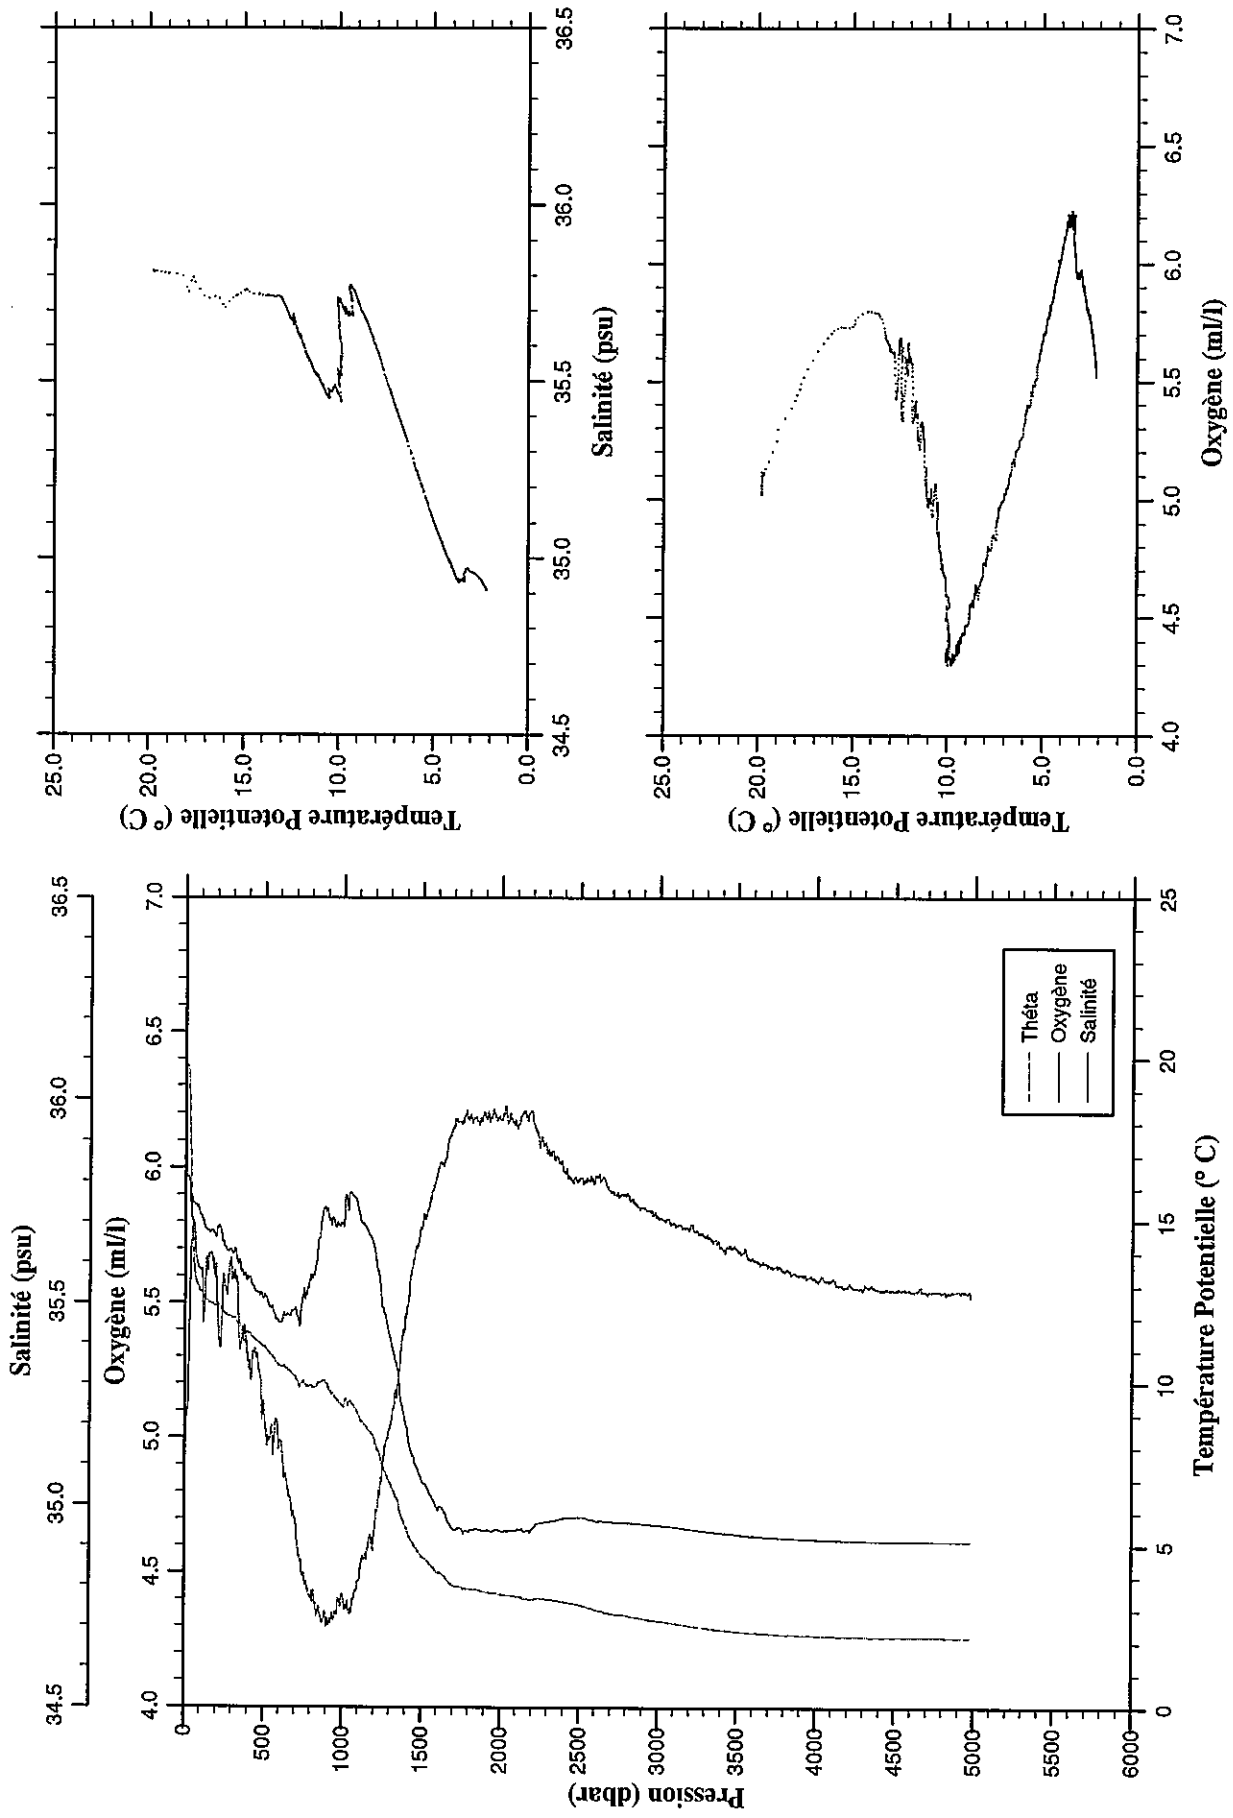 Salinité (psu)
34.5 35.0 35.5 36.0 36.5
Oxygène (ml/l)
4.0 4.5 5.0 5.5 6.0 6.5 7.0
Pression (dbar)
0
500
1000
1500
2000
2500
3000
3500
4000
4500
5000
5500
6000
Théta
Oxygène
Salinité
0 5 10 15 20 25
Température Potentielle (° C)
Température Potentielle (° C)
25.0
20.0
15.0
10.0
5.0
0.0
34.5 35.0 35.5 36.0 36.5
Salinité (psu)
Température Potentielle (° C)
25.0
20.0
15.0
10.0
5.0
0.0
4.0 4.5 5.0 5.5 6.0 6.5 7.0
Oxygène (ml/l)